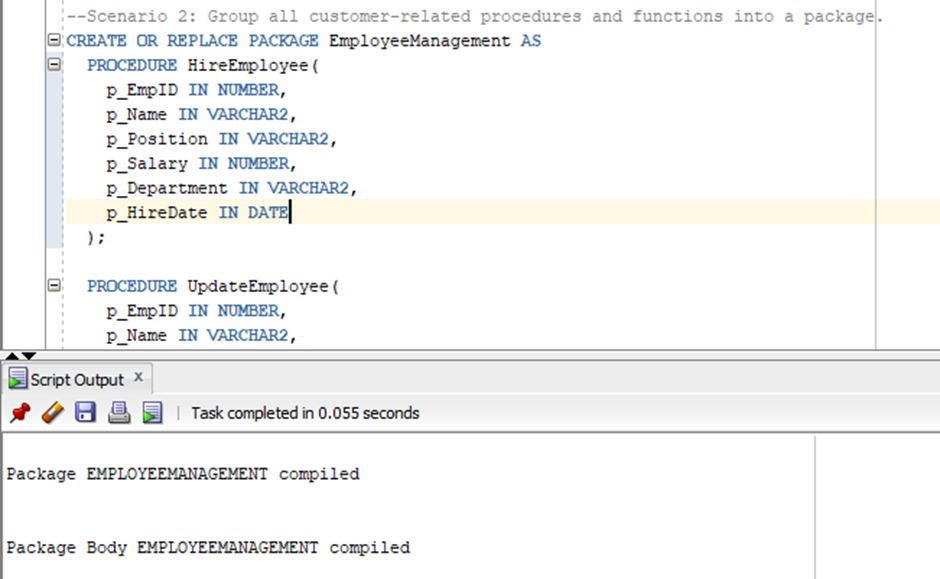 --Scenario 2: Group all customer-related procedures and functions into a package.
CREATE OR REPLACE PACKAGE EmployeeManagement AS
PROCEDURE HireEmployee(
p_EmpID IN NUMBER,
p_Name IN VARCHAR2,
p_Position IN VARCHAR2,
p_Salary IN NUMBER,
p_Department IN VARCHAR2,
p_HireDate IN DATE
);
PROCEDURE UpdateEmployee(
p_EmpID IN NUMBER,
p_Name IN VARCHAR2,
Script Output x
Task completed in 0.055 seconds
Package EMPLOYEEMANAGEMENT compiled
Package Body EMPLOYEEMANAGEMENT compiled